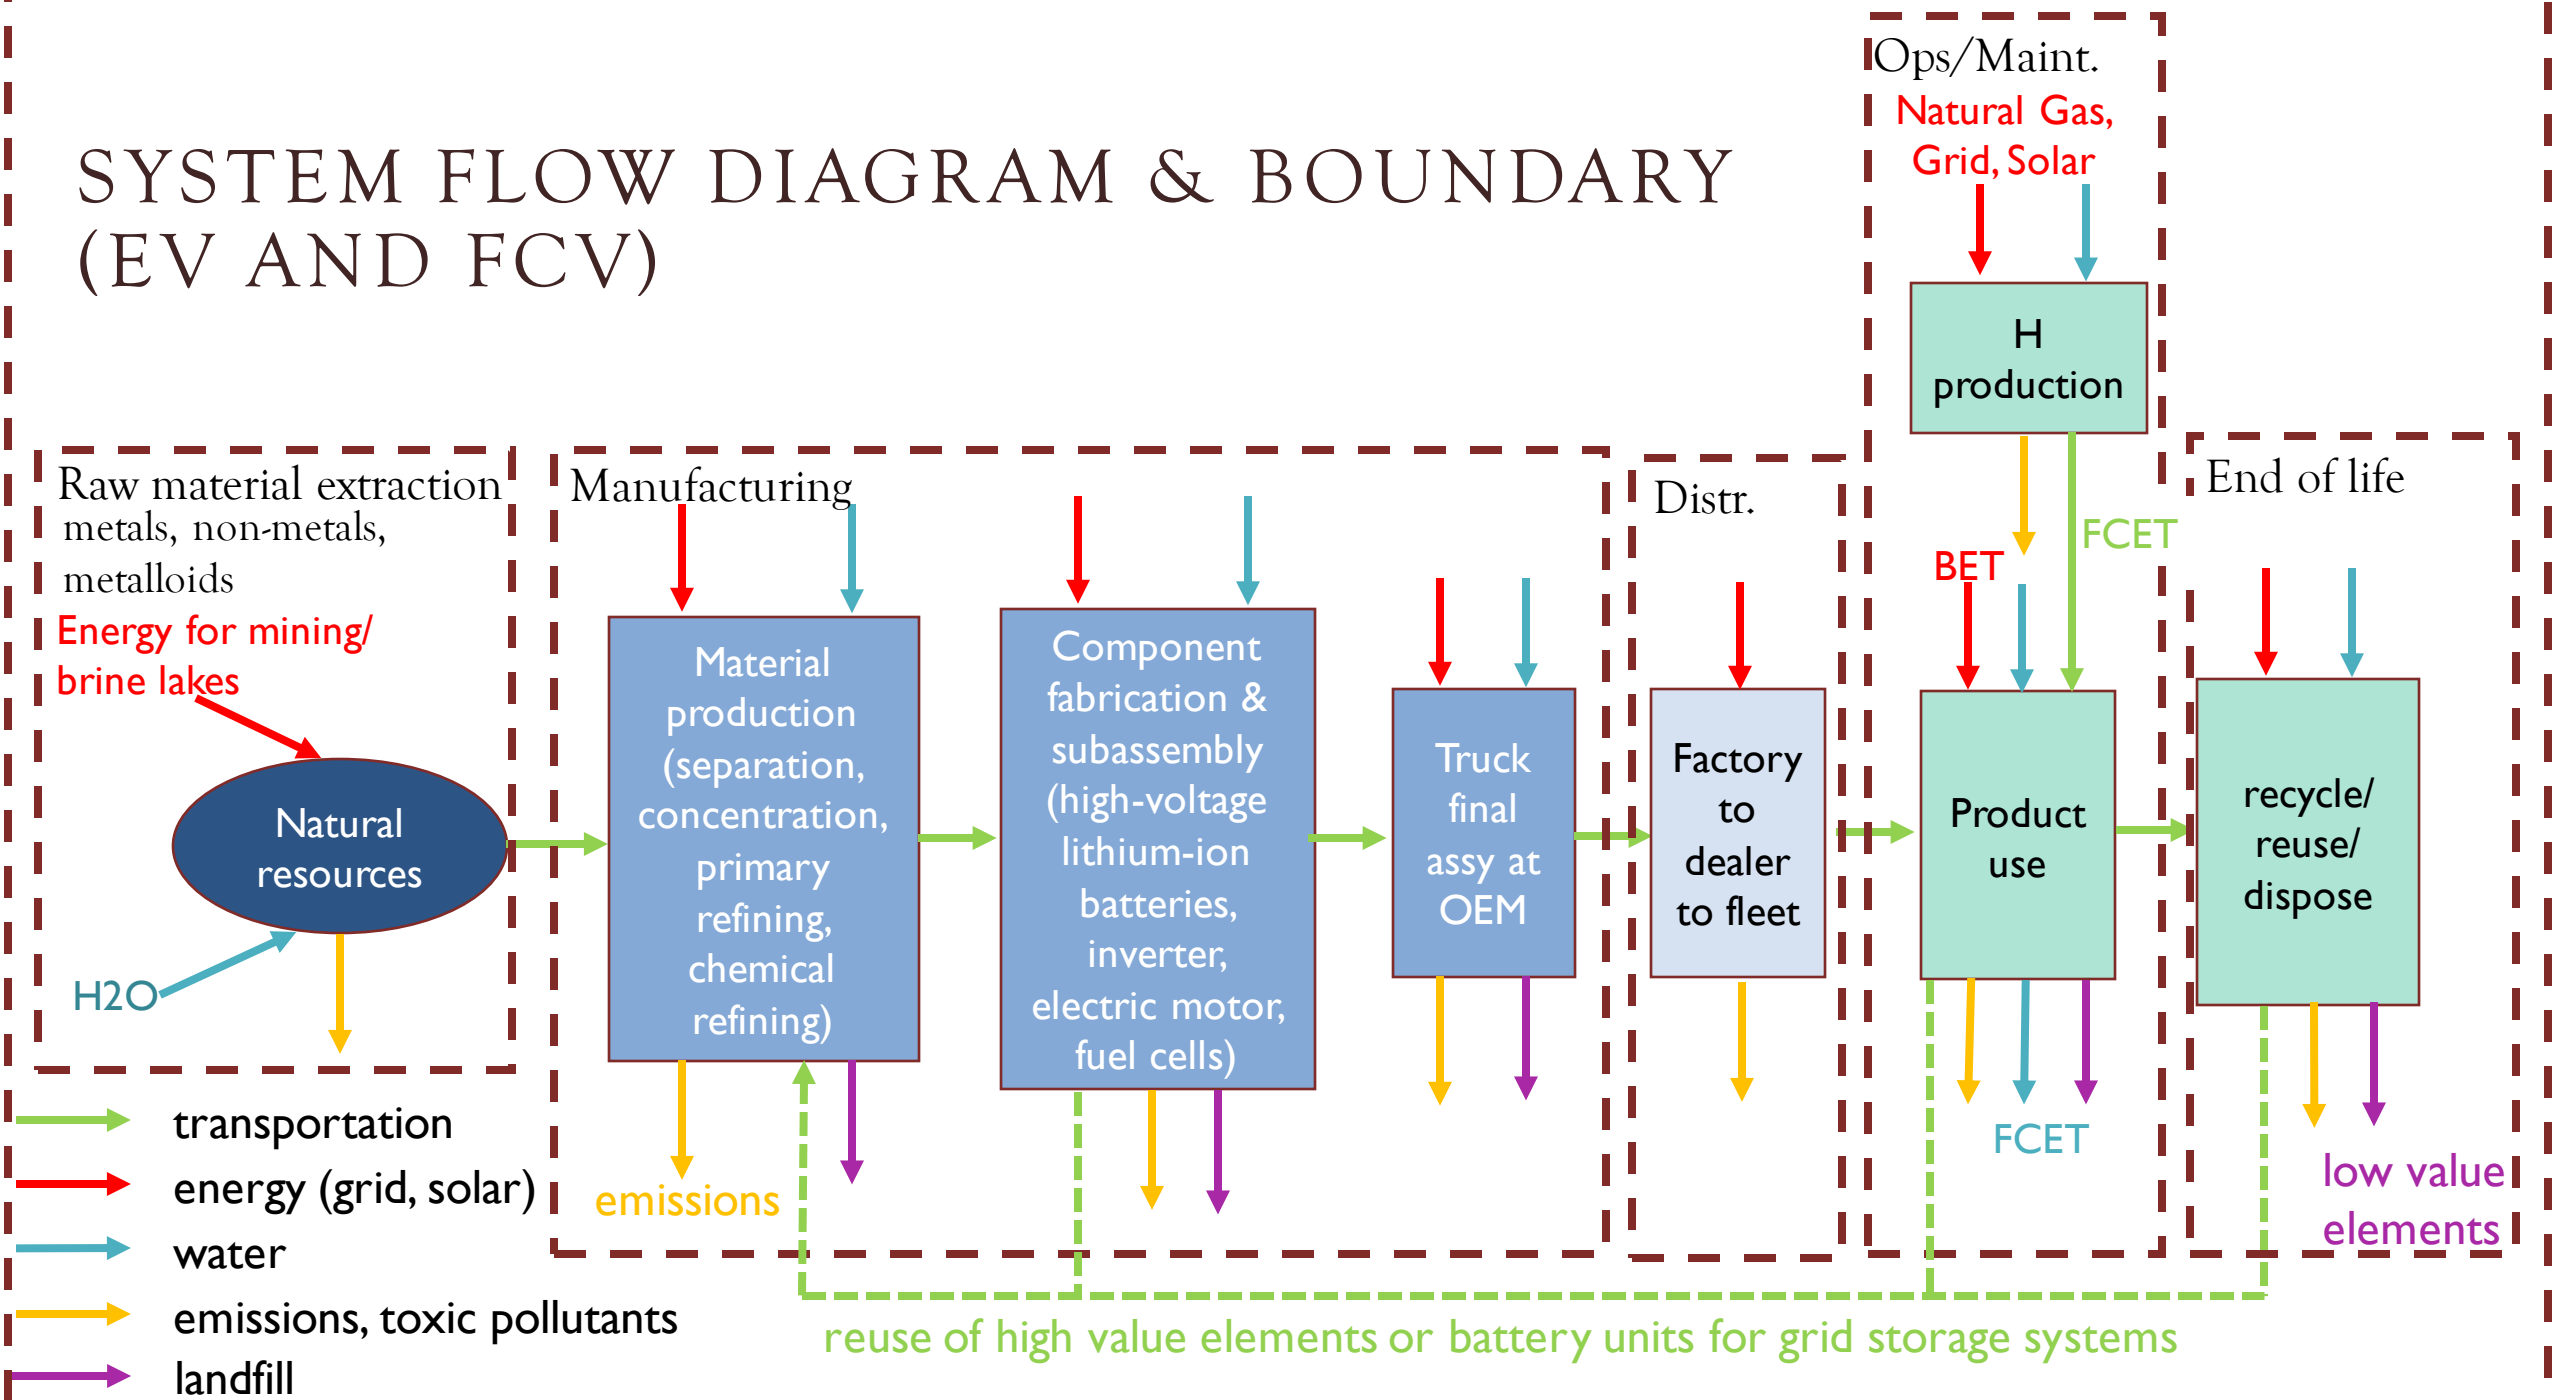 SYSTEM FLOW DIAGRAM & BOUNDARY
(EV AND FCV)
Ops/Maint.
Natural Gas,
Grid, Solar
H
production
FCET
BET
Raw material extraction
metals, non-metals,
metalloids
Energy for mining/
brine lakes
Natural
resources
H2O
Manufacturing
Material
production
(separation,
concentration,
primary
refining,
chemical
refining)
emissions
Component
fabrication &
subassembly
(high-voltage
lithium-ion
batteries,
inverter,
electric motor,
fuel cells)
Truck
final
assy at
OEM
Distr.
Factory
to
dealer
to fleet
Product
use
FCET
End of life
recycle/
reuse/
dispose
low value
elements
transportation
energy (grid, solar)
water
emissions, toxic pollutants
landfill
reuse of high value elements or battery units for grid storage systems